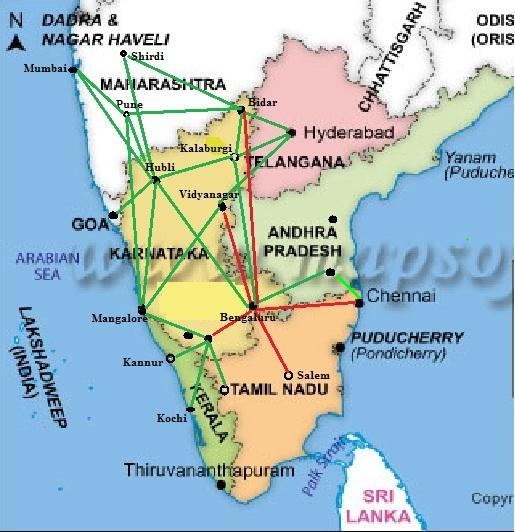 N
DADRA &
NAGAR HAVELI
ODIS
(ORIS
CHHATTISGARH
Shirdi
Mumbai
MAHARASHTRA
Pune
Bidar
Hyderabad
Kalaburgi
TELANGANA
Yanam
(Puduche
Hubli
Vidyanagar
GOA
ANDHRA
PRADESH
ARABIAN
SEA
KARNATAKA
www.mapso
Chennai
Mangalore
Bengaluru
LAKSHADWEEP
(INDIA)
PUDUCHERRY
(Pondicherry)
Kannur
Salem
TAMIL NADU
KERALA
Kochi
Palk Strait
Thiruvananthapuram
SRI
LANKA
Copyr